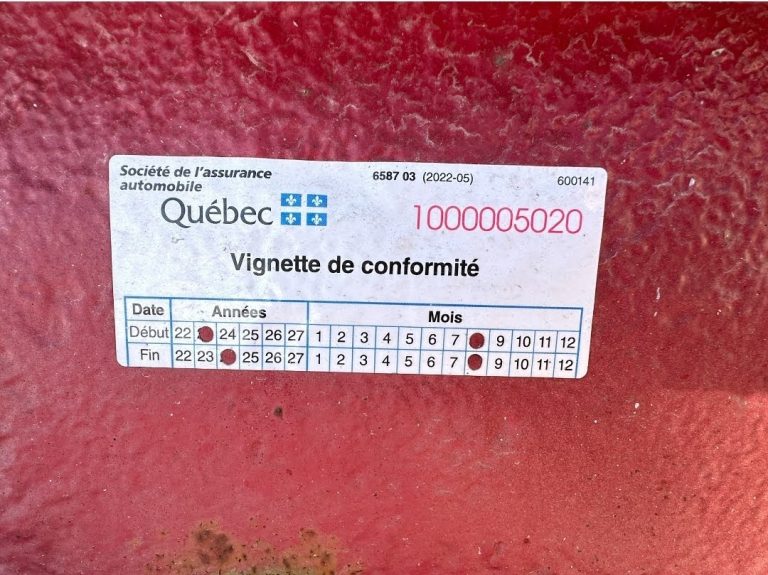 Société de l'assurance
automobile
Québec
6587 03 (2022-05)
600141
1000005020
Vignette de conformité
Date Années Mois
Début 22 24 25 26 27 1 2 3 4 5 6 7 9 10 11 12
Fin 22 23 25 26 27 1 2 3 4 5 6 7 9 10 11 12